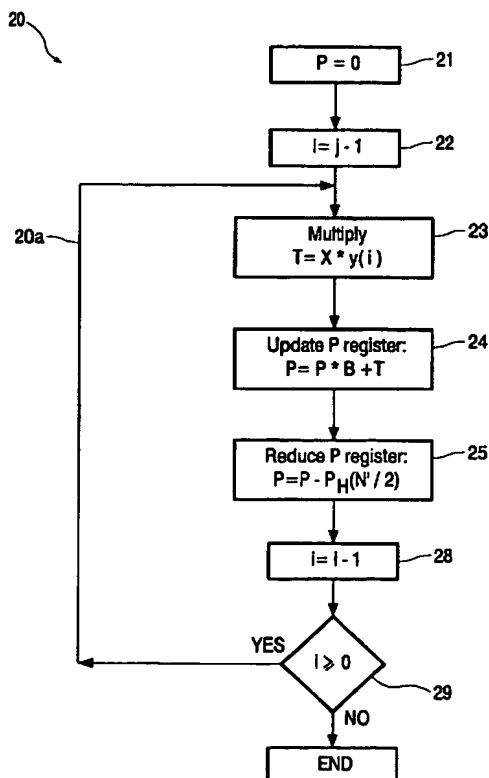 20
P = 0
21
i= j - 1
22
20a
Multiply
T= X * y( i )
23
Update P register:
P= P * B +T
24
Reduce P register:
P=P - PH(N' / 2)
25
i= i - 1
28
YES
i ⩾ 0
29
NO
END